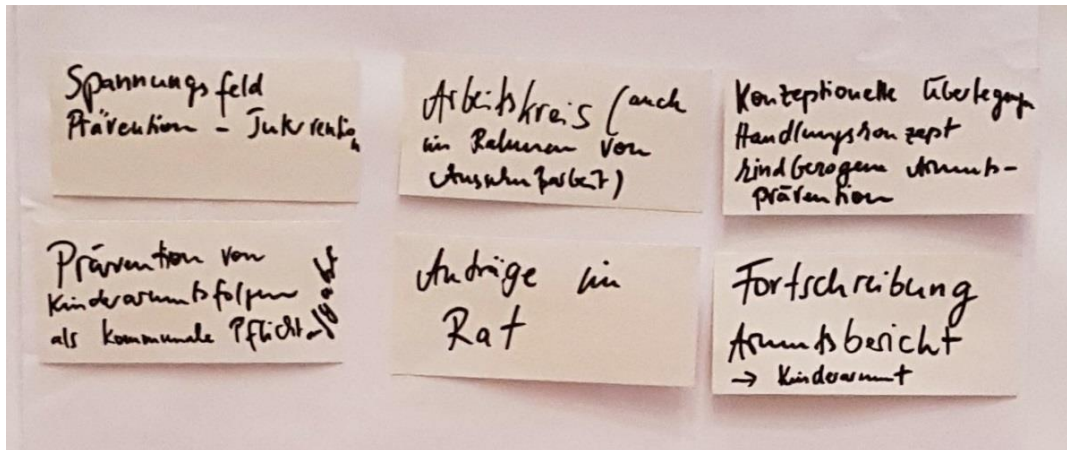 Spannungsfeld
Prävention - Intervention
Arbeitskreis (auch
im Rahmen von
Ausschußarbeit)
Konzeptionelle Überlegungen
Handlungskonzept
kindbezogene Armuts-
prävention
Prävention von
Kinderarmutsfolgen
als kommunale Pflichtaufgabe
Anträge im
Rat
Fortschreibung
Armutsbericht
→ Kinderarmut